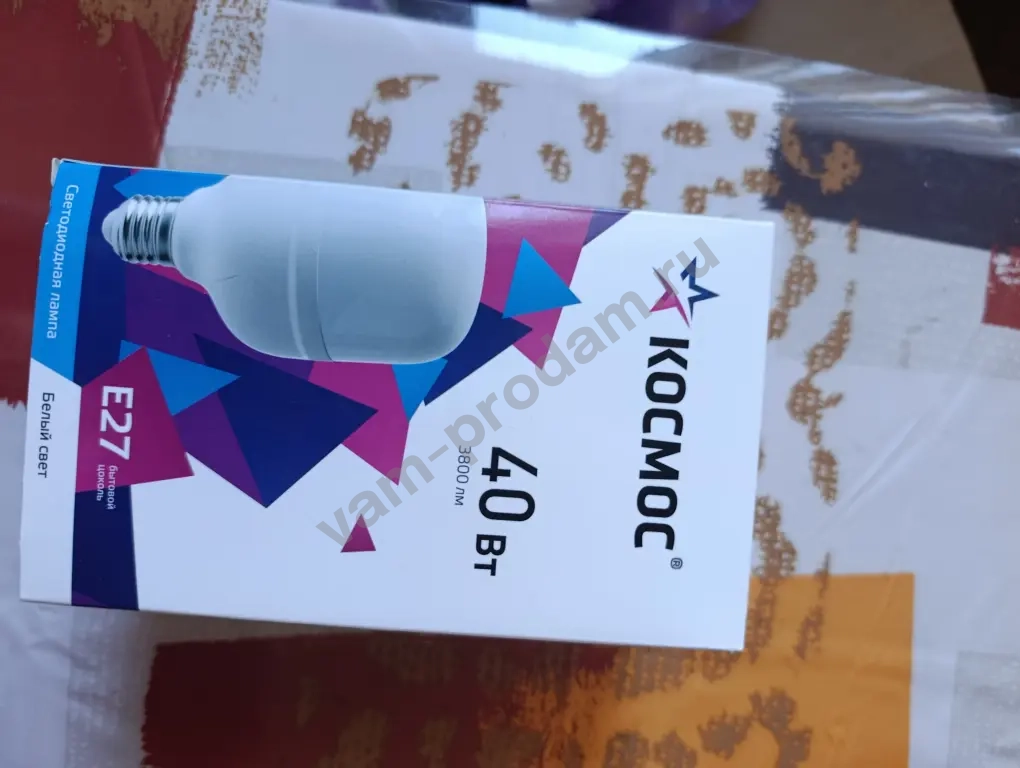 КОСМОС®
40 Вт
3800 лм
E27
бытовой
цоколь
Светодиодная лампа
Белый свет
vam-prodam.ru